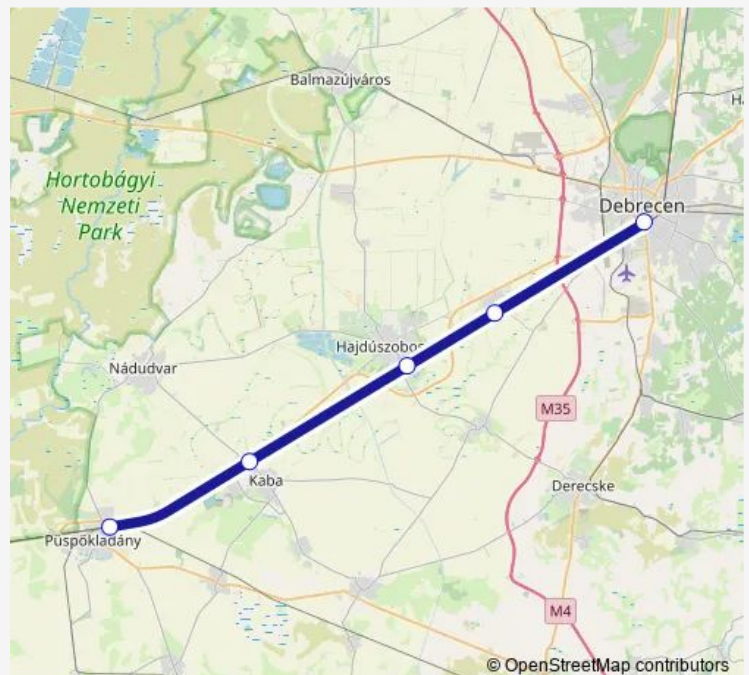 Balmazújváros
H
Hortobágyi
Nemzeti
Park
Debrecen
Hajdúszobos
Nádudvar
M35
Kaba
Derecske
Püspökladány
M4
© OpenStreetMap contributors